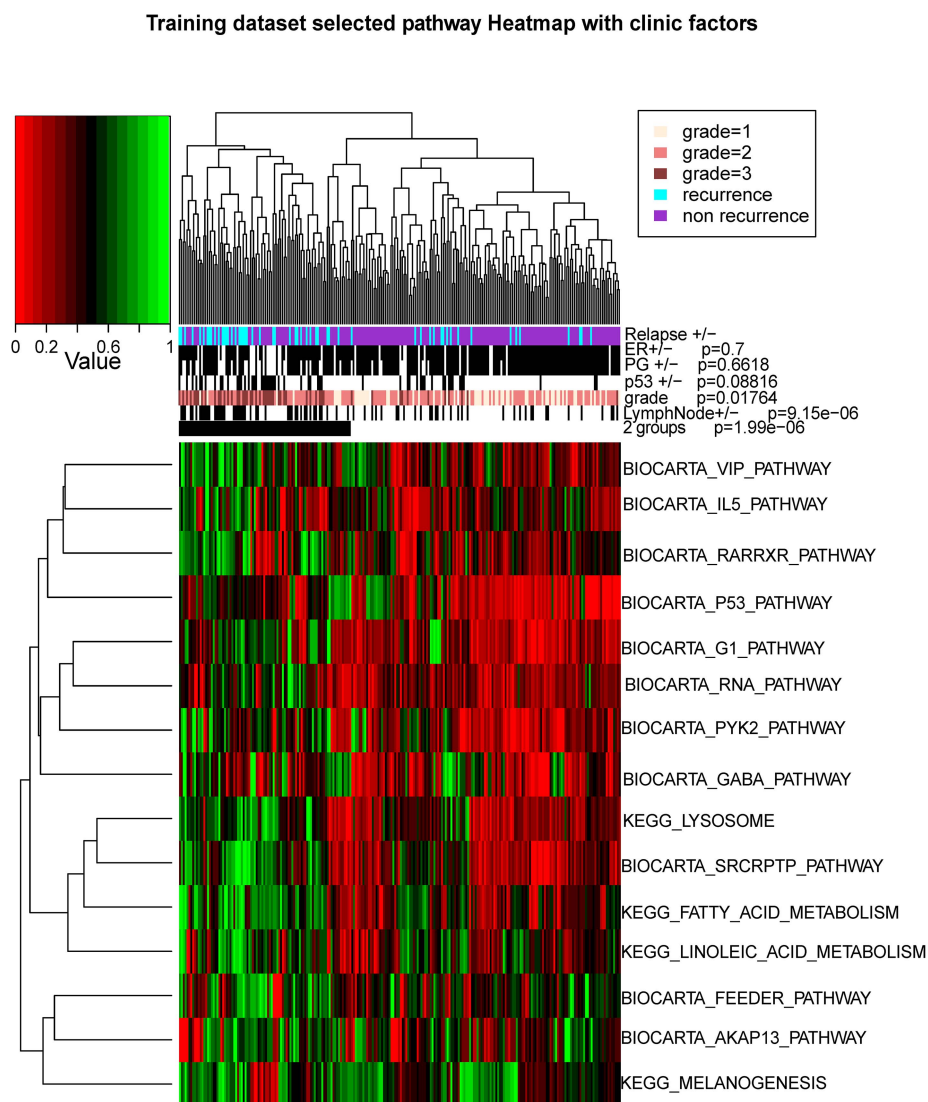 Training dataset selected pathway Heatmap with clinic factors
grade=1
grade=2
grade=3
recurrence
non recurrence
0 0.2 0.6 1
Value
Relapse +/−
ER+/− p=0.7
PG +/− p=0.6618
p53 +/− p=0.08816
grade p=0.01764
LymphNode+/− p=9.15e−06
2 groups p=1.99e−06
BIOCARTA_VIP_PATHWAY
BIOCARTA_IL5_PATHWAY
BIOCARTA_RARRXR_PATHWAY
BIOCARTA_P53_PATHWAY
BIOCARTA_G1_PATHWAY
BIOCARTA_RNA_PATHWAY
BIOCARTA_PYK2_PATHWAY
BIOCARTA_GABA_PATHWAY
KEGG_LYSOSOME
BIOCARTA_SRCRPTP_PATHWAY
KEGG_FATTY_ACID_METABOLISM
KEGG_LINOLEIC_ACID_METABOLISM
BIOCARTA_FEEDER_PATHWAY
BIOCARTA_AKAP13_PATHWAY
KEGG_MELANOGENESIS